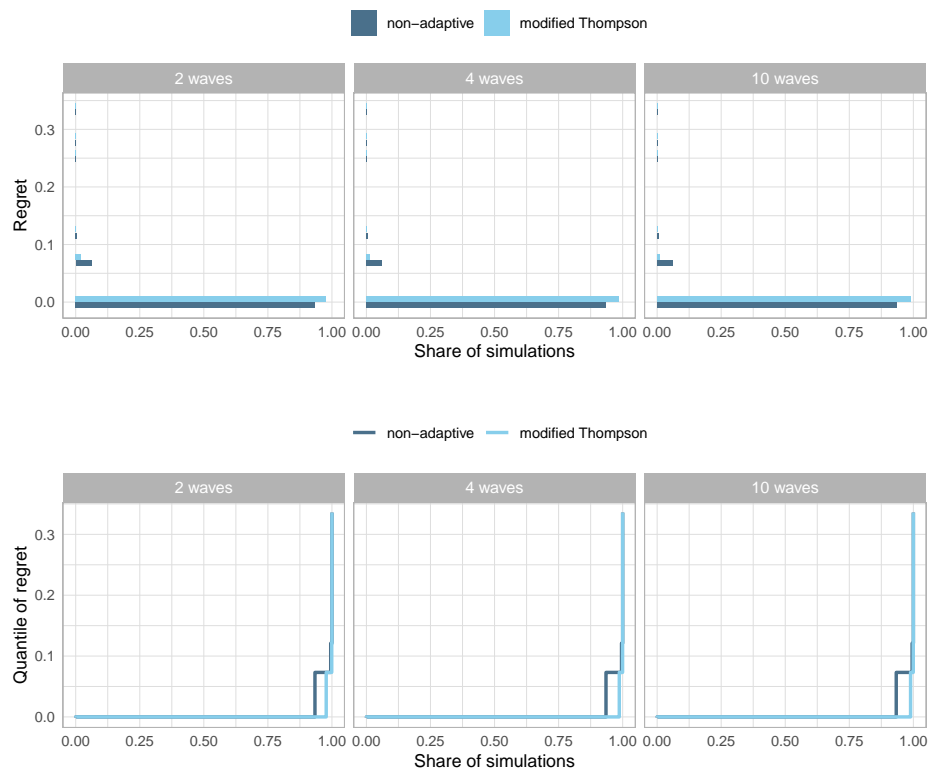 non−adaptive modified Thompson
2 waves 4 waves 10 waves
0.3
0.2
0.1
0.0
Regret
0.00 0.25 0.50 0.75 1.00 0.00 0.25 0.50 0.75 1.00 0.00 0.25 0.50 0.75 1.00
Share of simulations
non−adaptive modified Thompson
2 waves 4 waves 10 waves
0.3
0.2
0.1
0.0
Quantile of regret
0.00 0.25 0.50 0.75 1.00 0.00 0.25 0.50 0.75 1.00 0.00 0.25 0.50 0.75 1.00
Share of simulations